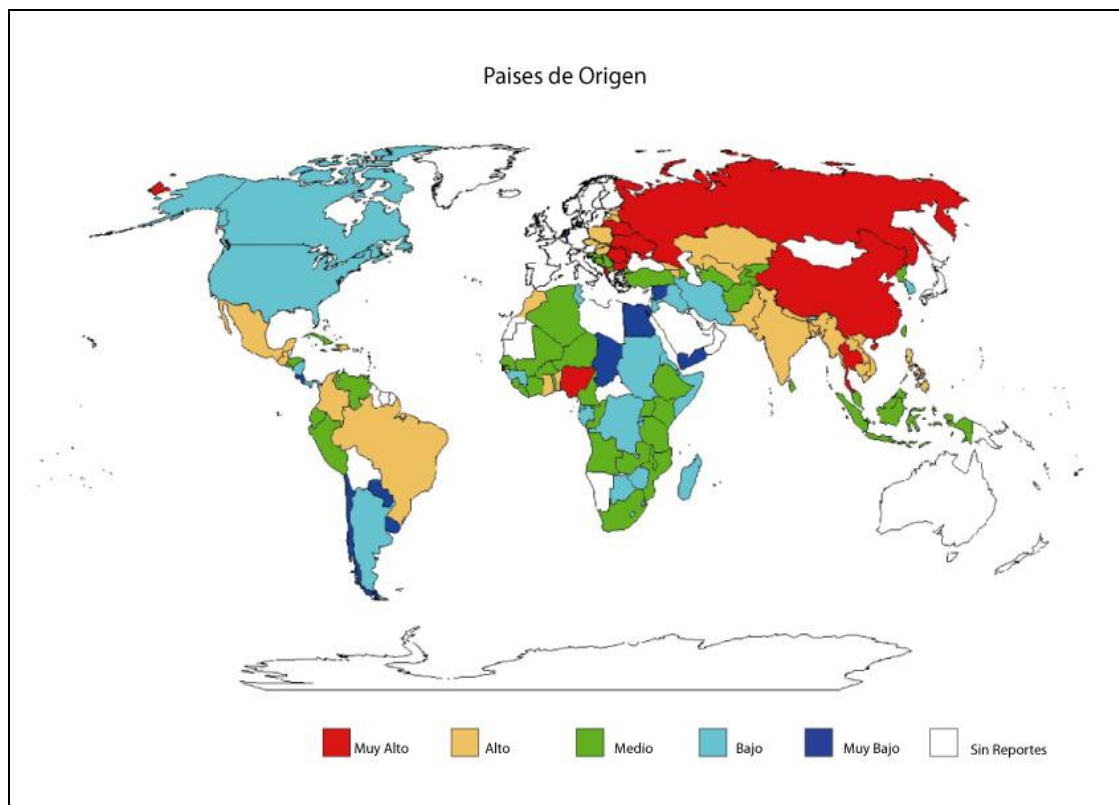 Paises de Origen
Muy Alto
Alto
Medio
Bajo
Muy Bajo
Sin Reportes